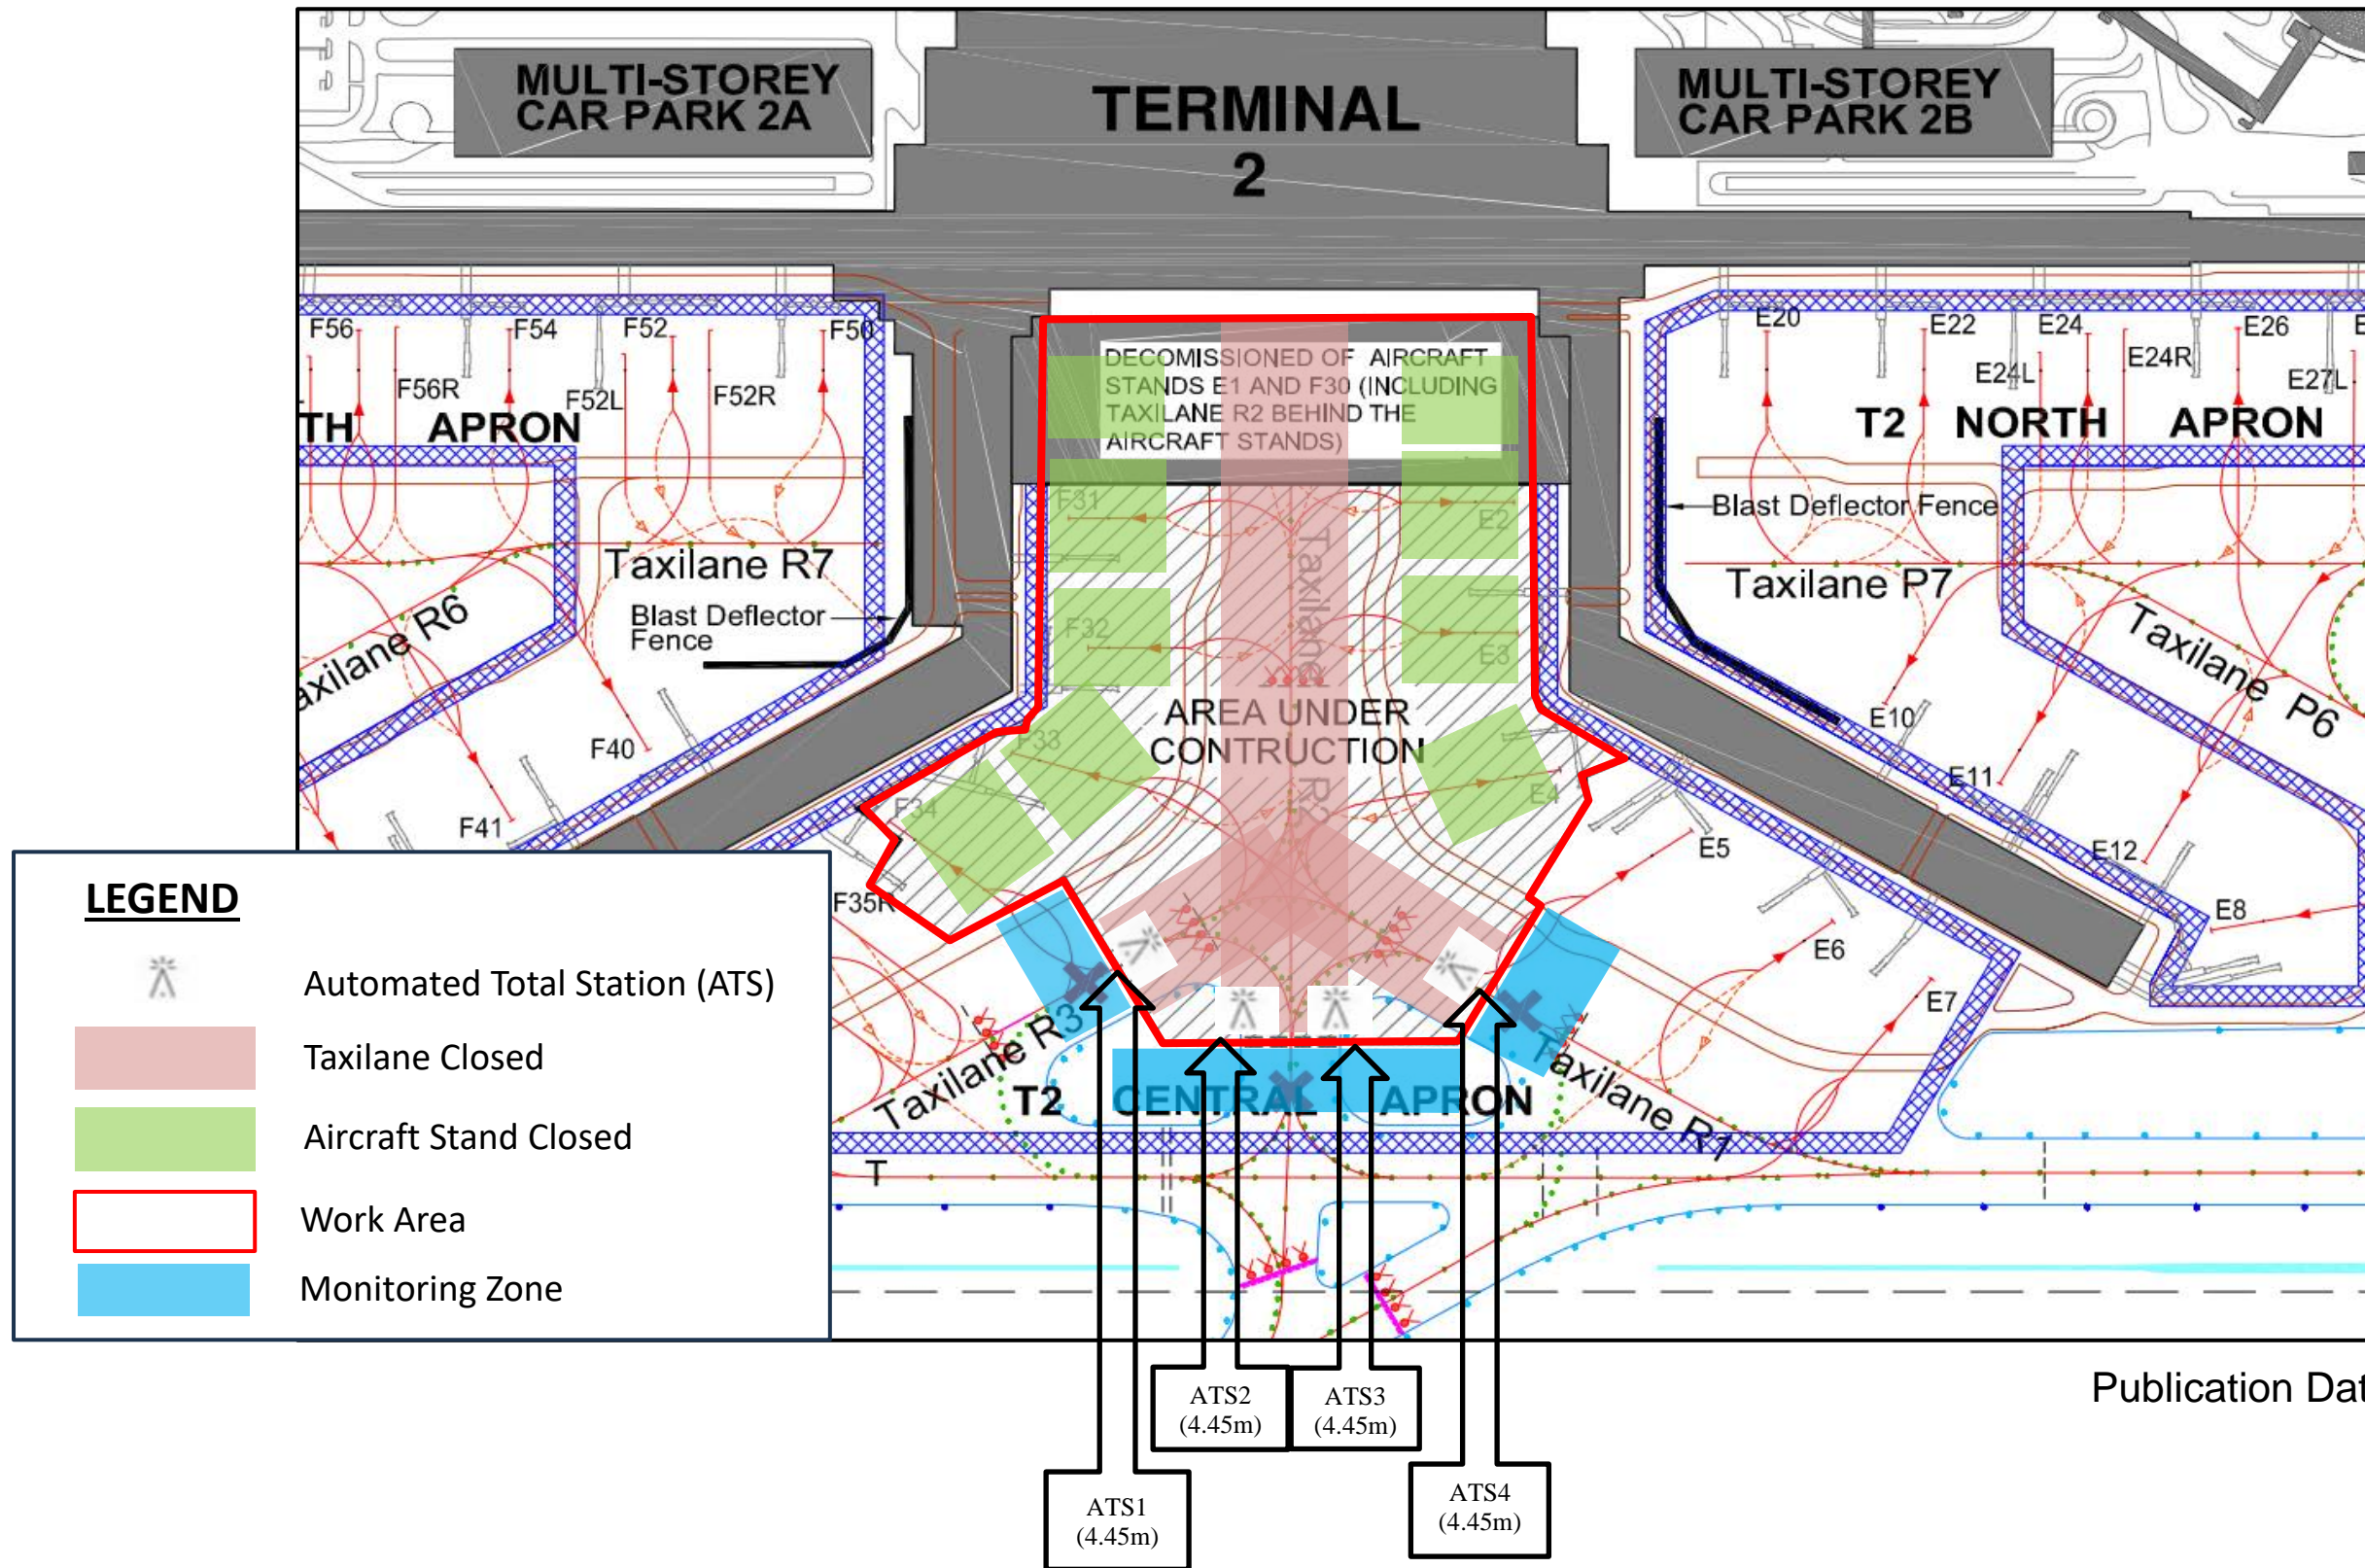 MULTI-STOREY
CAR PARK 2A
TERMINAL
2
MULTI-STOREY
CAR PARK 2B
F56
F54
F52
F50
F56R
F52L
F52R
TH APRON
DECOMISSIONED OF AIRCRAFT
STANDS E1 AND F30 (INCLUDING
TAXILANE R2 BEHIND THE
AIRCRAFT STANDS)
E20
E22
E24
E26
E24L
E24R
E27L
T2 NORTH APRON
F31
E2
Blast Deflector Fence
Taxilane R7
Taxilane P7
Blast Deflector
Fence
axilane R6
Taxilane P6
F32
E3
Taxilane R2
AREA UNDER
CONTRUCTION
F33
E4
F34
F40
F41
E10
E11
E12
E5
E8
F35R
E6
E7
Taxilane R3
Taxilane R1
T2 CENTRAL APRON
T
LEGEND
Automated Total Station (ATS)
Taxilane Closed
Aircraft Stand Closed
Work Area
Monitoring Zone
Publication Dat
ATS2
(4.45m)
ATS3
(4.45m)
ATS1
(4.45m)
ATS4
(4.45m)